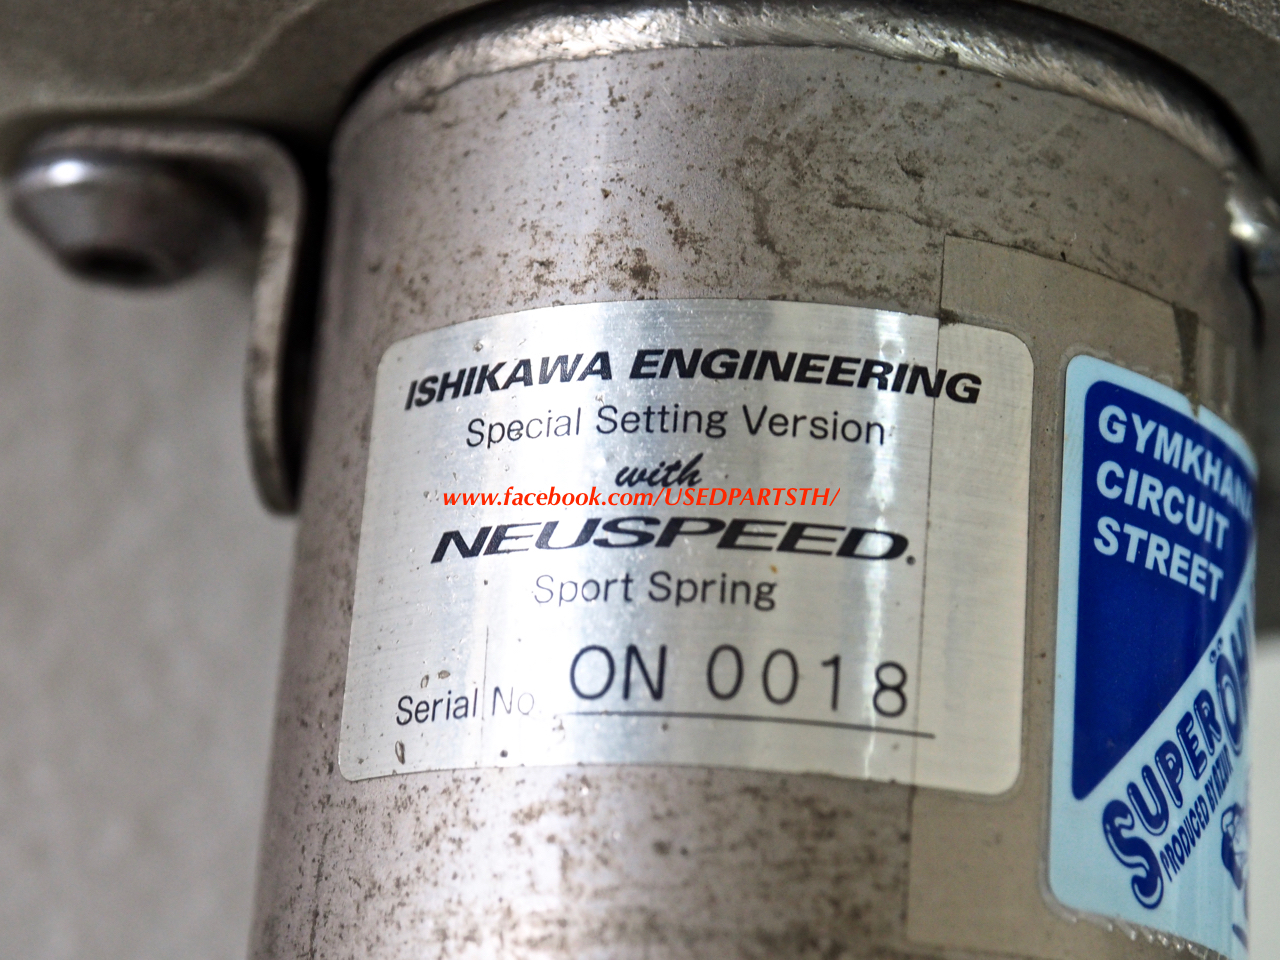 ISHIKAWA ENGINEERING
Special Setting Version
with
www.facebook.com/USEDPARTSTH/
NEUSPEED.
Sport Spring
Serial No. ON 0018
GYMKHANA
CIRCUIT
STREET
SUPER
PRODUCED BY